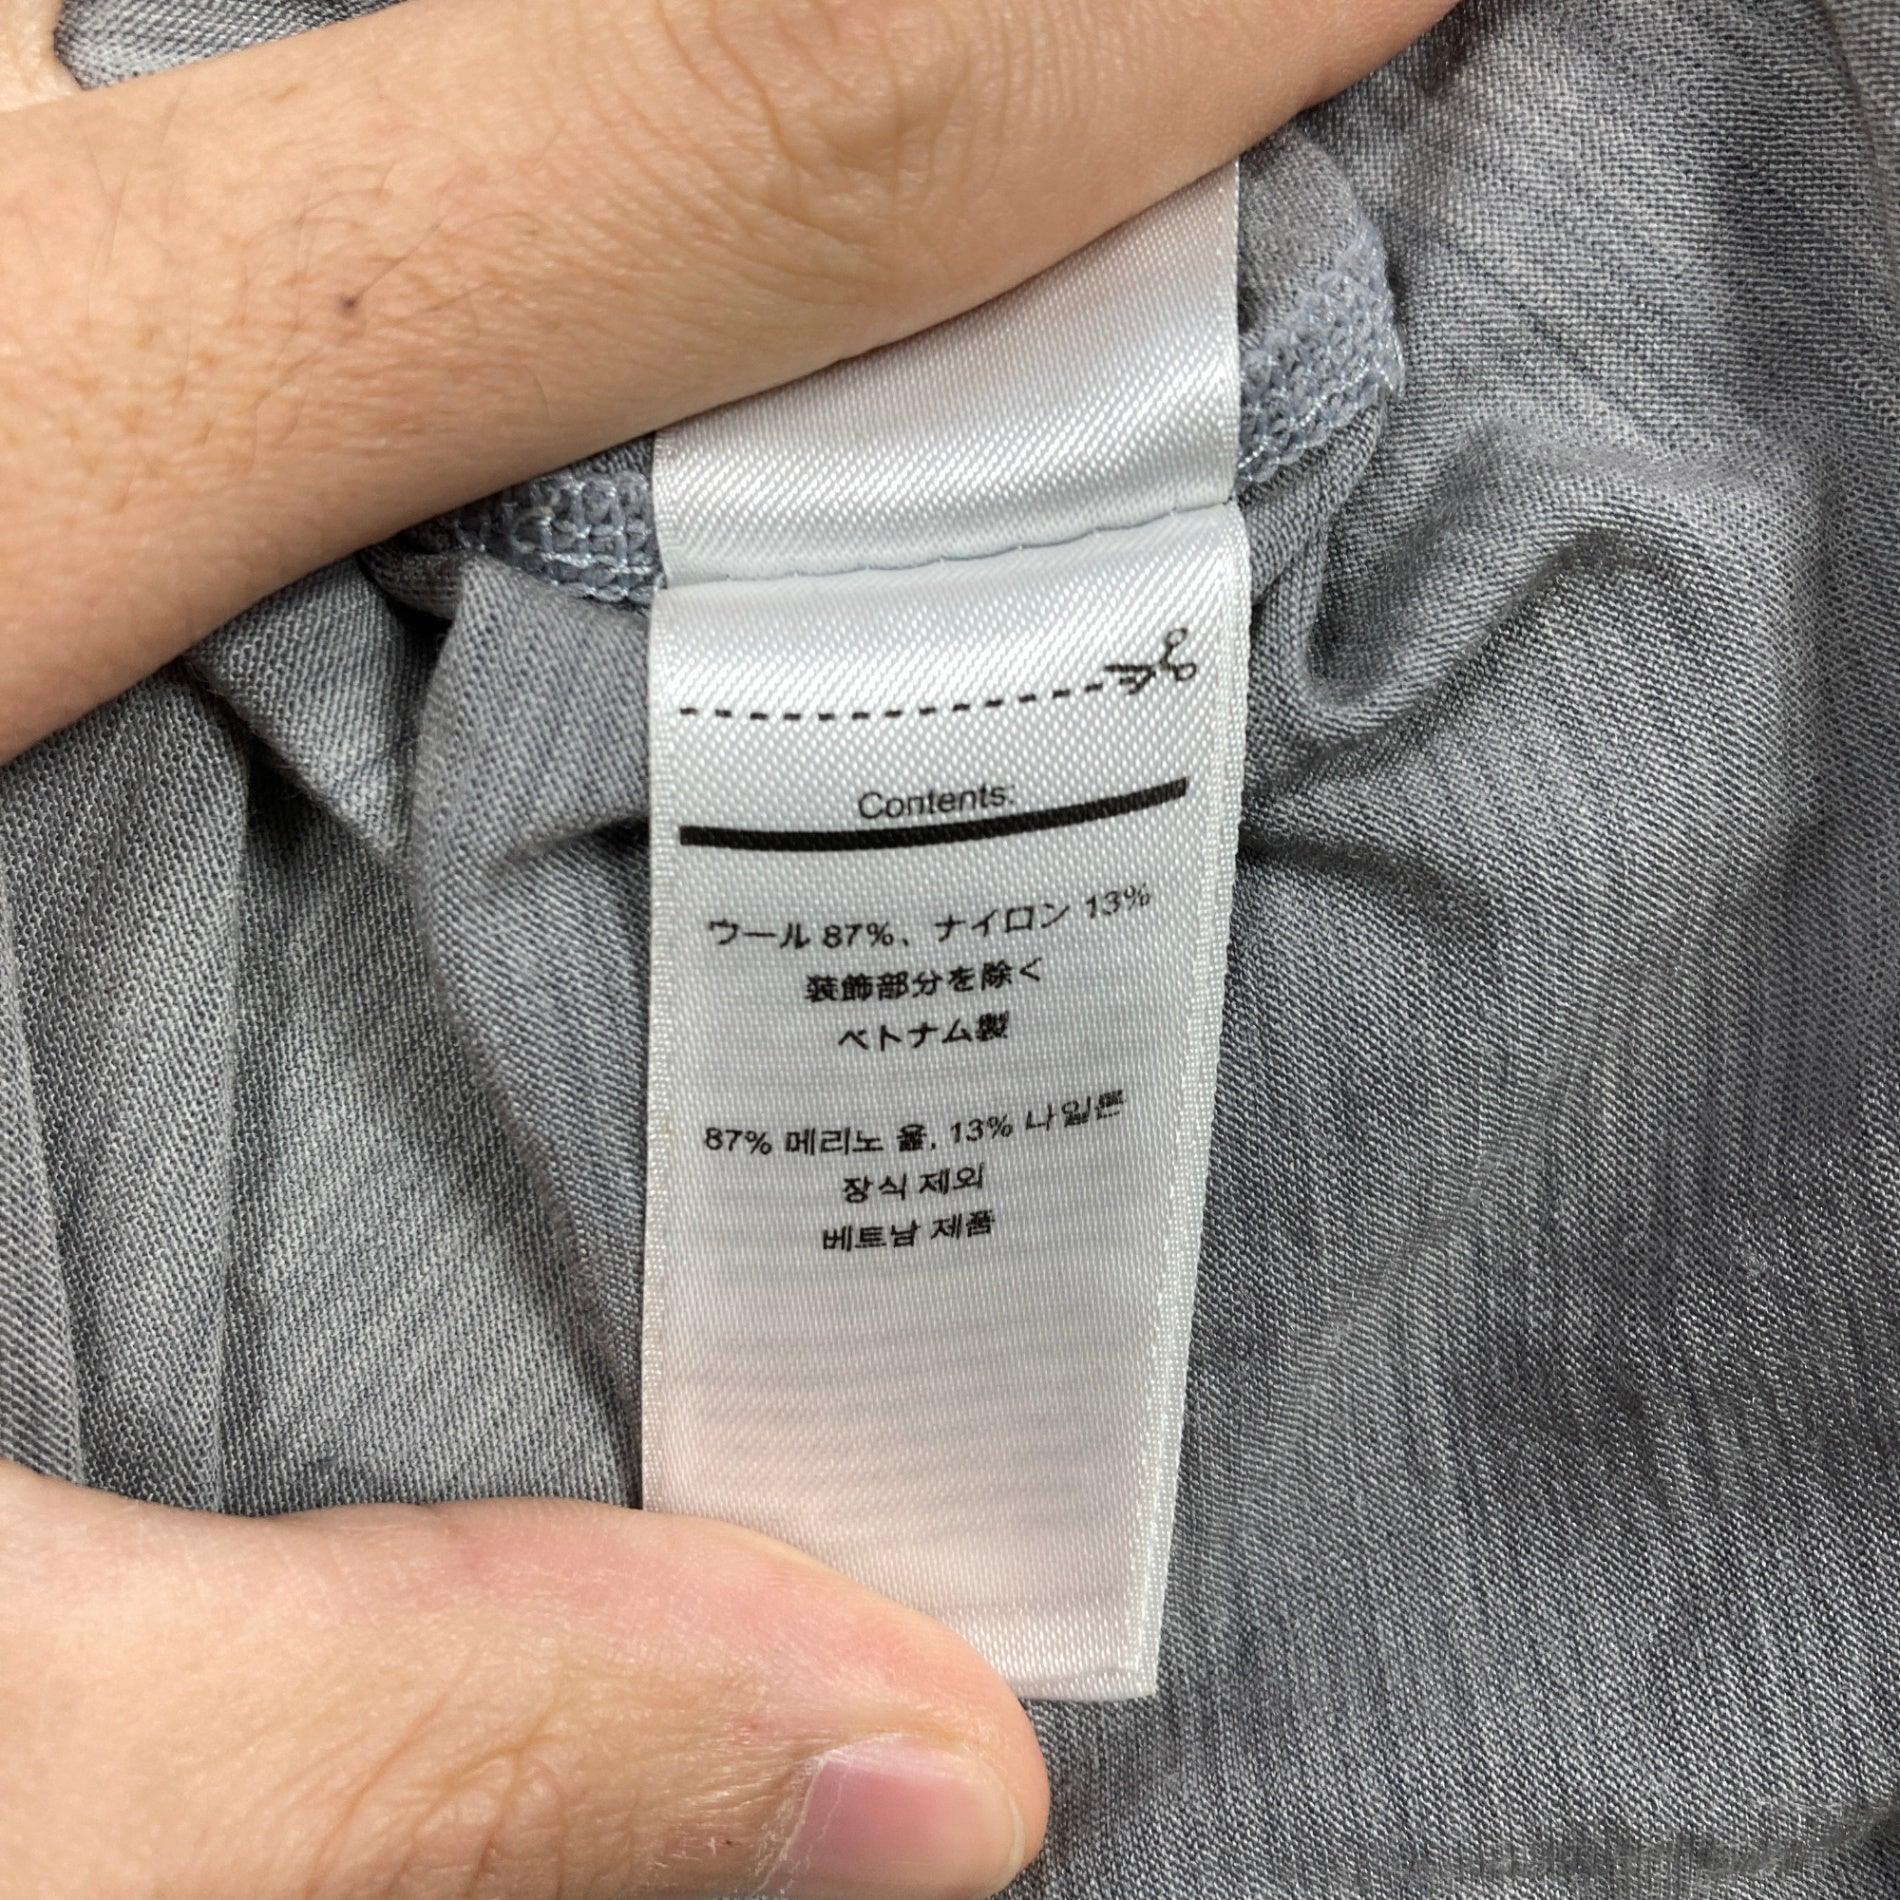 Contents:
ウール 87%、ナイロン 13%
装飾部分を除く
ベトナム製
87% 메리노 울, 13% 나일론
장식 제외
베트남 제품